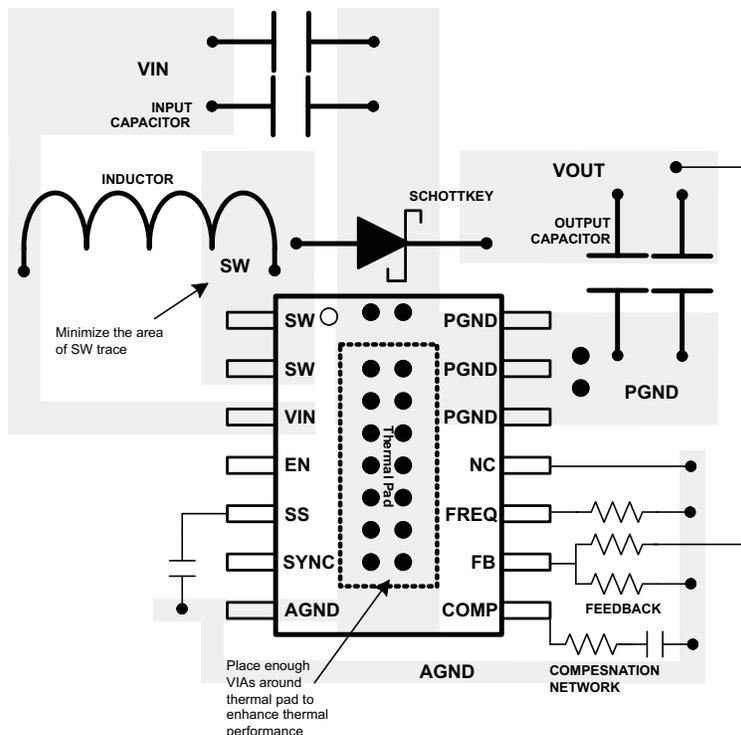 VIN
INPUT
CAPACITOR
INDUCTOR
SW
Minimize the area
of SW trace
SCHOTTKEY
VOUT
OUTPUT
CAPACITOR
PGND
SW
SW
VIN
EN
SS
SYNC
AGND
Thermal Pad
PGND
PGND
PGND
NC
FREQ
FB
COMP
FEEDBACK
COMPESNATION
NETWORK
AGND
Place enough
VIAs around
thermal pad to
enhance thermal
performance